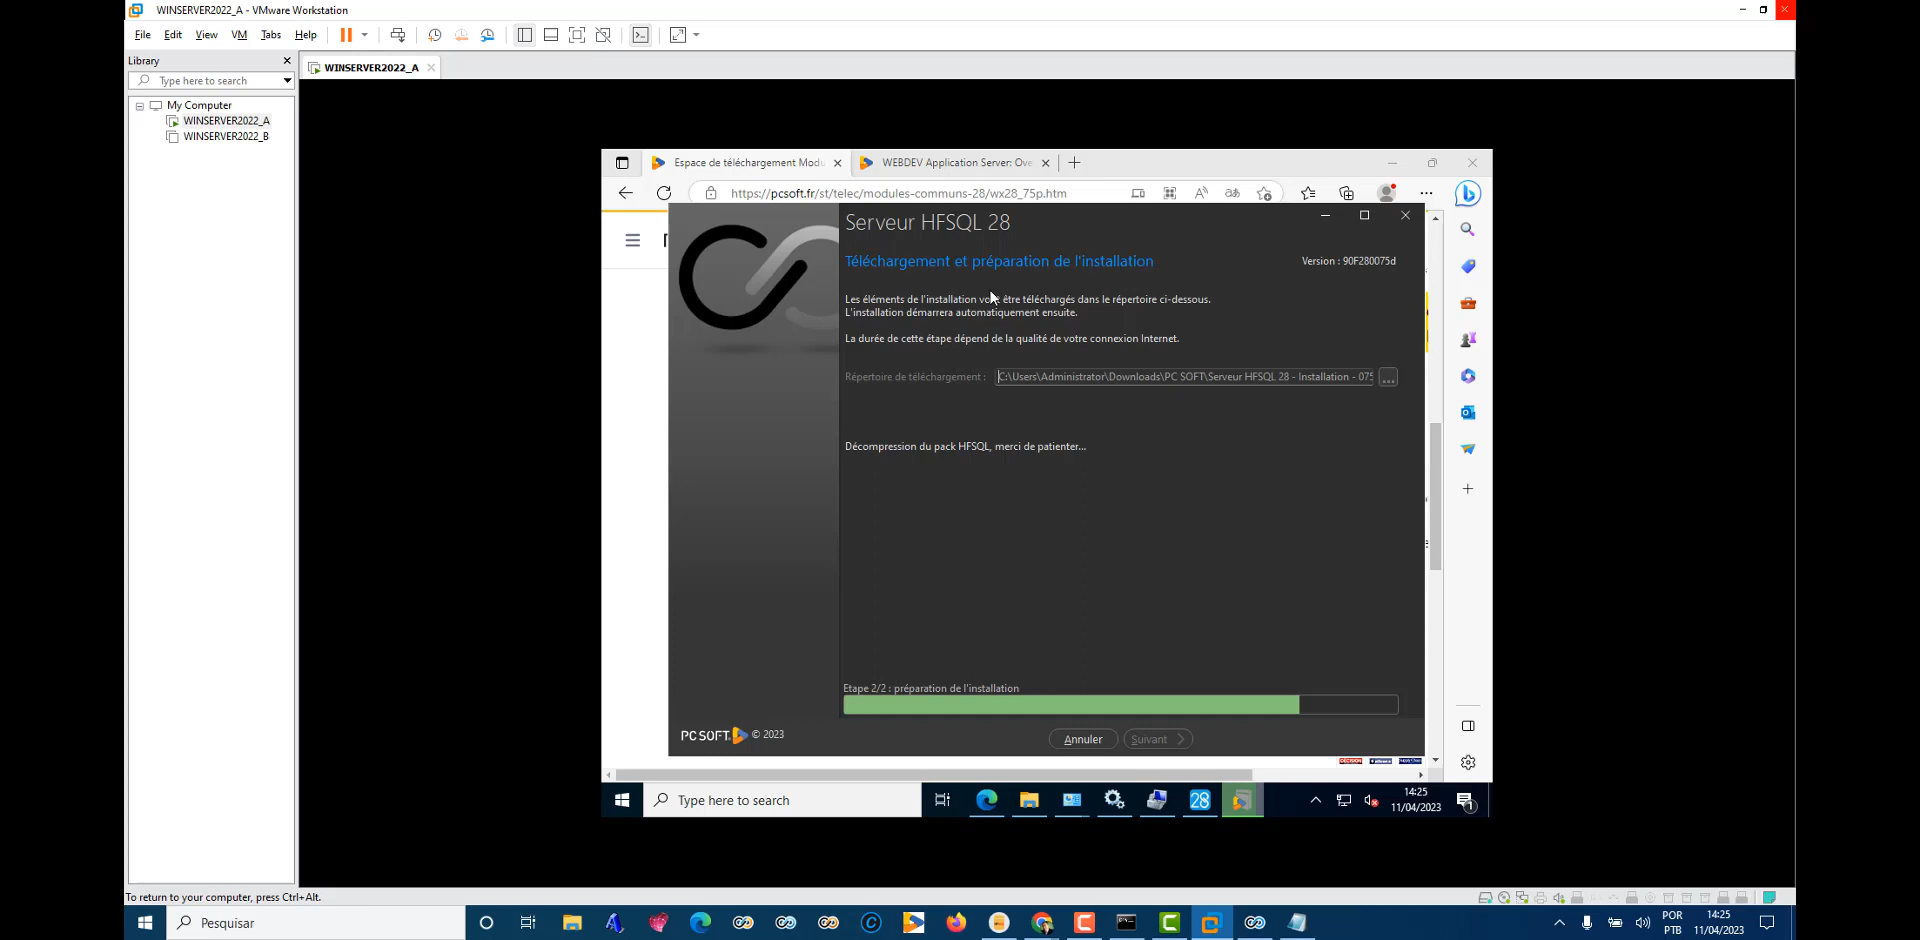 WINSERVER2022_A - VMware Workstation
File Edit View VM Tabs Help
Library
WINSERVER2022_A
Type here to search
My Computer
WINSERVER2022_A
WINSERVER2022_B
Espace de téléchargement Modu
WEBDEV Application Server: Ove
https://pcsoft.fr/st/telec/modules-communs-28/wx28_75p.htm
Serveur HFSQL 28
Téléchargement et préparation de l'installation
Version : 90F280075d
Les éléments de l'installation vont être téléchargés dans le répertoire ci-dessous.
L'installation démarrera automatiquement ensuite.
La durée de cette étape dépend de la qualité de votre connexion Internet.
Répertoire de téléchargement : C:\Users\Administrator\Downloads\PC SOFT\Serveur HFSQL 28 - Installation - 075 ...
Décompression du pack HFSQL, merci de patienter...
Etape 2/2 : préparation de l'installation
PC SOFT © 2023
Annuler
Suivant
Type here to search
28
14:25
11/04/2023
1
To return to your computer, press Ctrl+Alt.
Pesquisar
POR
PTB
14:25
11/04/2023